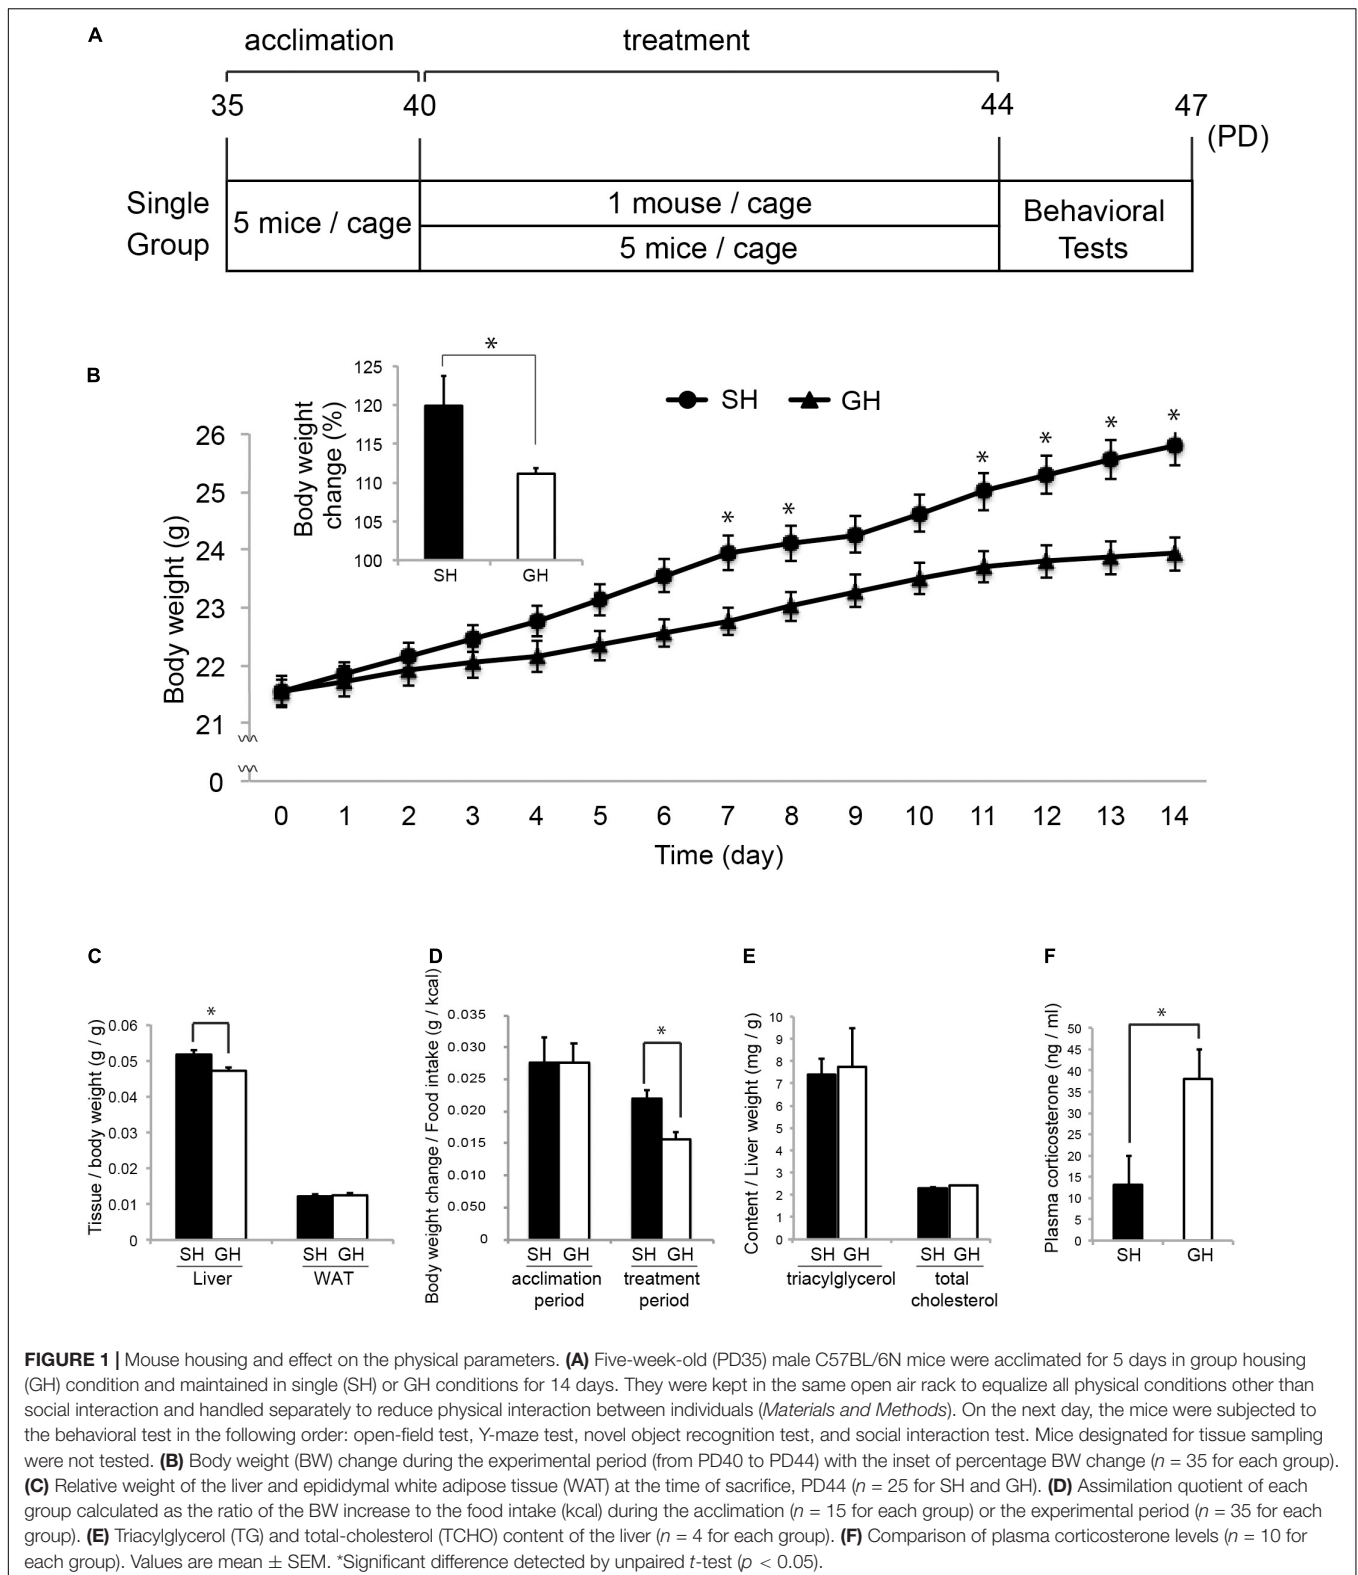 A
acclimation treatment
35 40 44 47
(PD)
Single
Group
5 mice / cage
1 mouse / cage
5 mice / cage
Behavioral
Tests
B
Body weight
change (%)
125
120
115
110
105
100
SH GH
*
SH GH
Body weight (g)
26
25
24
23
22
21
0
* * * * * *
0 1 2 3 4 5 6 7 8 9 10 11 12 13 14
Time (day)
C
Tissue / body weight (g / g)
0.06
0.05
0.04
0.03
0.02
0.01
0
*
SH GH SH GH
Liver WAT
D
Body weight change / Food intake (g / kcal)
0.035
0.030
0.025
0.020
0.015
0.050
0
*
SH GH SH GH
acclimation treatment
period period
E
Content / Liver weight (mg / g)
10
9
8
7
6
5
4
3
2
1
0
SH GH SH GH
triacylglycerol total
cholesterol
F
Plasma corticosterone (ng / ml)
50
45
40
35
30
25
20
15
10
5
0
*
SH GH
FIGURE 1 | Mouse housing and effect on the physical parameters. (A) Five-week-old (PD35) male C57BL/6N mice were acclimated for 5 days in group housing
(GH) condition and maintained in single (SH) or GH conditions for 14 days. They were kept in the same open air rack to equalize all physical conditions other than
social interaction and handled separately to reduce physical interaction between individuals (Materials and Methods). On the next day, the mice were subjected to
the behavioral test in the following order: open-field test, Y-maze test, novel object recognition test, and social interaction test. Mice designated for tissue sampling
were not tested. (B) Body weight (BW) change during the experimental period (from PD40 to PD44) with the inset of percentage BW change (n = 35 for each group).
(C) Relative weight of the liver and epididymal white adipose tissue (WAT) at the time of sacrifice, PD44 (n = 25 for SH and GH). (D) Assimilation quotient of each
group calculated as the ratio of the BW increase to the food intake (kcal) during the acclimation (n = 15 for each group) or the experimental period (n = 35 for each
group). (E) Triacylglycerol (TG) and total-cholesterol (TCHO) content of the liver (n = 4 for each group). (F) Comparison of plasma corticosterone levels (n = 10 for
each group). Values are mean ± SEM. *Significant difference detected by unpaired t-test (p < 0.05).